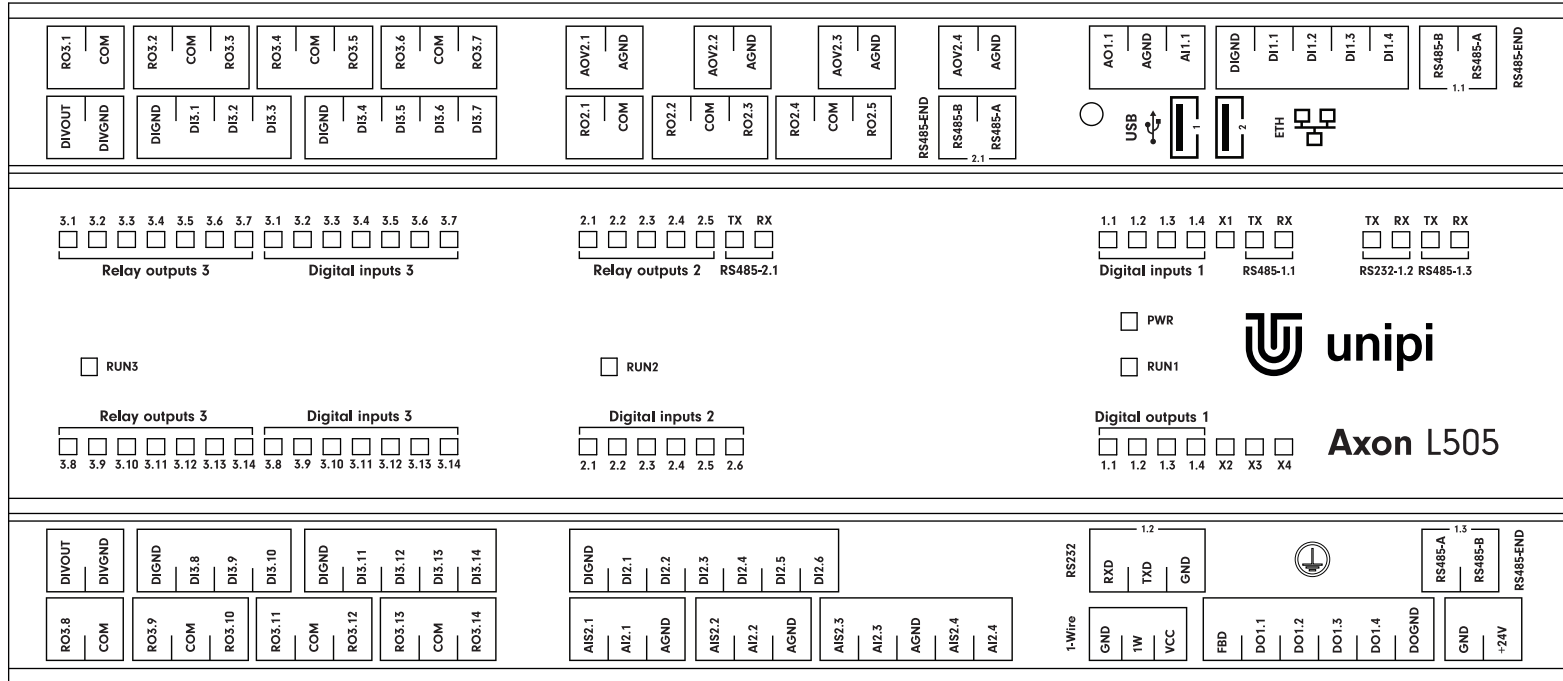 RO3.1 COM RO3.2 COM RO3.3 RO3.4 COM RO3.5 RO3.6 COM RO3.7 AOV2.1 AGND AOV2.2 AGND AOV2.3 AGND AOV2.4 AGND AO1.1 AGND AI1.1 DIGND DI1.1 DI1.2 DI1.3 DI1.4 RS485-B RS485-A RS485-END
1.1
DIVOUT DIVGND DIGND DI3.1 DI3.2 DI3.3 DIGND DI3.4 DI3.5 DI3.6 DI3.7 RO2.1 COM RO2.2 COM RO2.3 RO2.4 COM RO2.5 RS485-END RS485-B RS485-A USB 1 2 ETH
2.1
3.1 3.2 3.3 3.4 3.5 3.6 3.7 3.1 3.2 3.3 3.4 3.5 3.6 3.7 2.1 2.2 2.3 2.4 2.5 TX RX 1.1 1.2 1.3 1.4 X1 TX RX TX RX TX RX
Relay outputs 3 Digital inputs 3 Relay outputs 2 RS485-2.1 Digital inputs 1 RS485-1.1 RS232-1.2 RS485-1.3
PWR
unipi
RUN3 RUN2 RUN1
Relay outputs 3 Digital inputs 3 Digital inputs 2 Digital outputs 1
Axon L505
3.8 3.9 3.10 3.11 3.12 3.13 3.14 3.8 3.9 3.10 3.11 3.12 3.13 3.14 2.1 2.2 2.3 2.4 2.5 2.6 1.1 1.2 1.3 1.4 X2 X3 X4
1.2 1.3
DIVOUT DIVGND DIGND DI3.8 DI3.9 DI3.10 DIGND DI3.11 DI3.12 DI3.13 DI3.14 DIGND DI2.1 DI2.2 DI2.3 DI2.4 DI2.5 DI2.6 RS232 RXD TXD GND RS485-A RS485-B RS485-END
RO3.8 COM RO3.9 COM RO3.10 RO3.11 COM RO3.12 RO3.13 COM RO3.14 AIS2.1 AI2.1 AGND AIS2.2 AI2.2 AGND AIS2.3 AI2.3 AGND AIS2.4 AI2.4 1-Wire GND 1W VCC FBD DO1.1 DO1.2 DO1.3 DO1.4 DOGND GND +24V